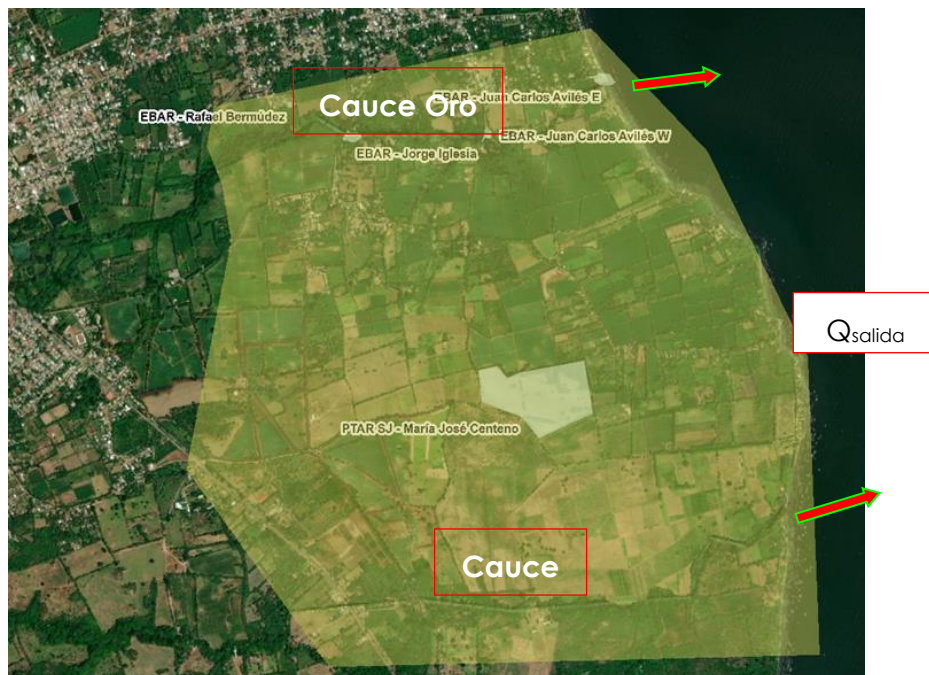 EBAR - Juan Carlos Avilés E
Cauce Oro
EBAR - Rafael Bermúdez
EBAR - Juan Carlos Avilés W
EBAR - Jorge Iglesia
Qsalida
PTAR SJ - María José Centeno
Cauce